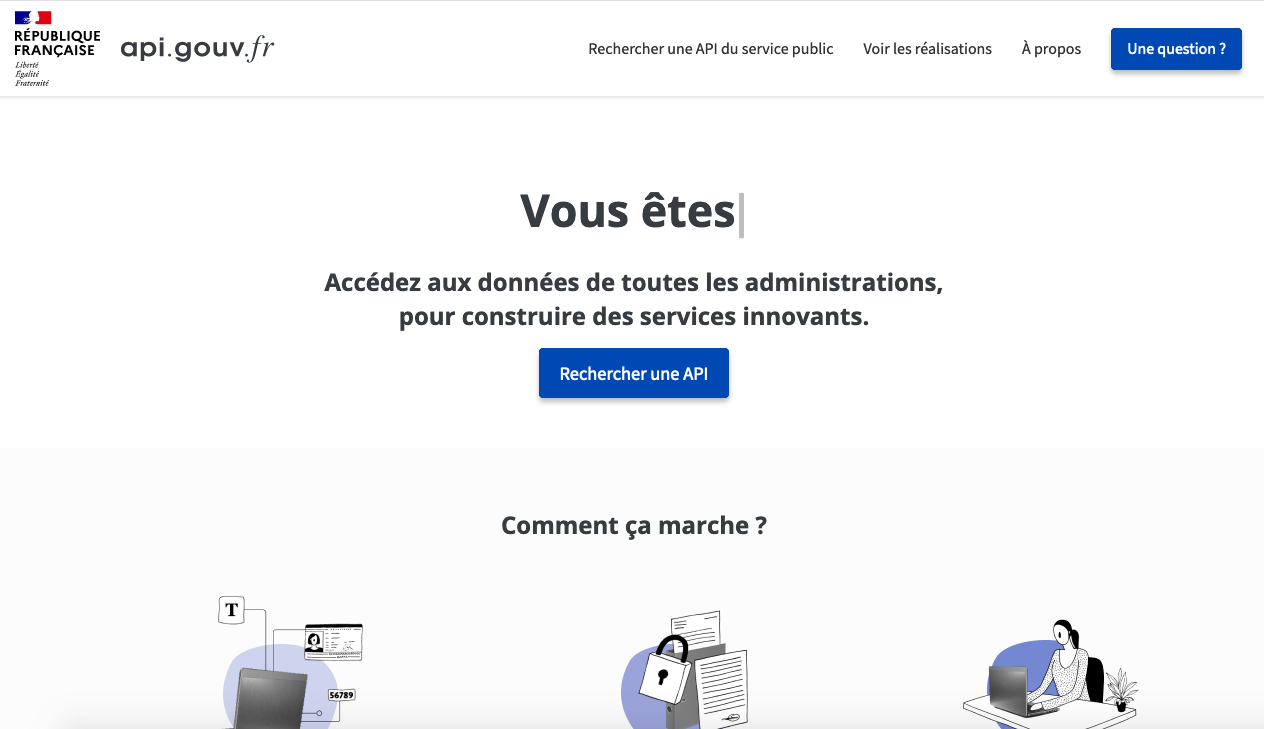 RÉPUBLIQUE
FRANÇAISE
Liberté
Égalité
Fraternité
api.gouv.fr
Rechercher une API du service public
Voir les réalisations
À propos
Une question ?
Vous êtes
Accédez aux données de toutes les administrations,
pour construire des services innovants.
Rechercher une API
Comment ça marche ?
T
56789